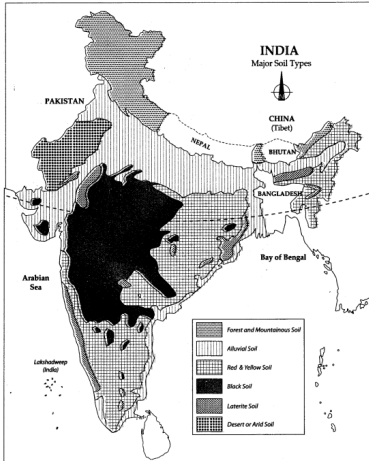 INDIA
Major Soil Types
PAKISTAN
CHINA
(Tibet)
NEPAL
BHUTAN
BANGLADESH
Arabian
Sea
Bay of Bengal
Lakshadweep
(India)
Forest and Mountainous Soil
Alluvial Soil
Red & Yellow Soil
Black Soil
Laterite Soil
Desert or Arid Soil